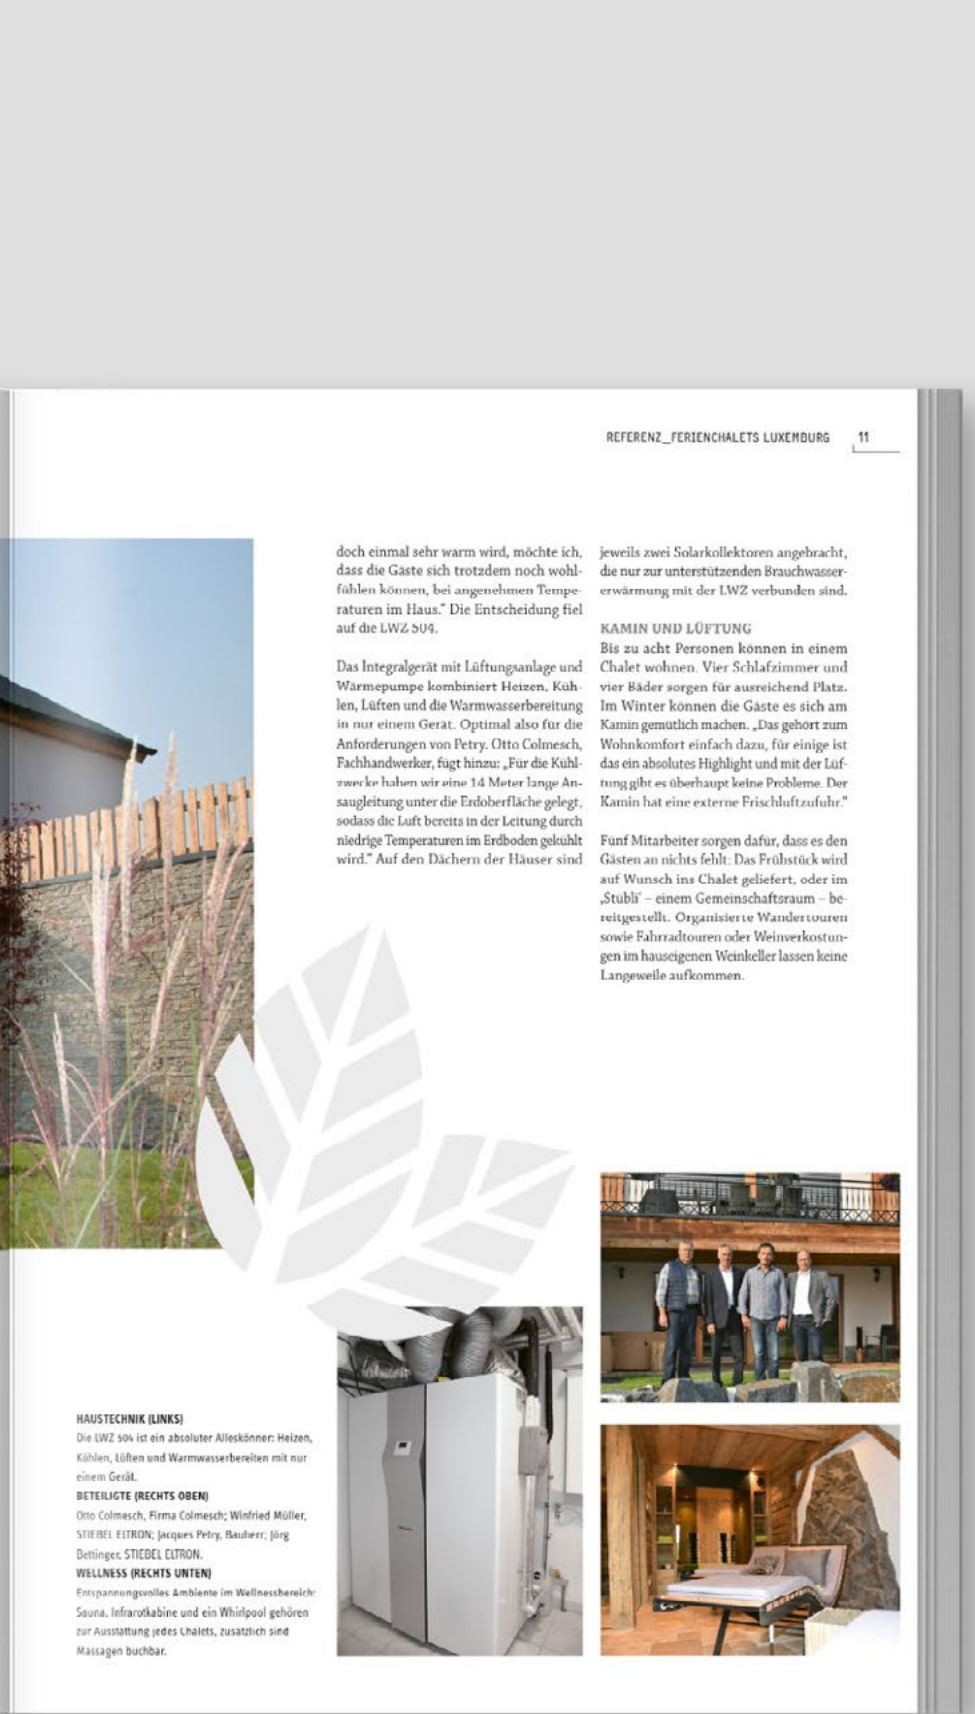 REFERENZ_FERIENCHALETS LUXEMBURG 11
doch einmal sehr warm wird, möchte ich,
dass die Gäste sich trotzdem noch wohl-
fühlen können, bei angenehmen Tempe-
raturen im Haus.“ Die Entscheidung fiel
auf die LWZ 504.
Das Integralgerät mit Lüftungsanlage und
Wärmepumpe kombiniert Heizen, Küh-
len, Lüften und die Warmwasserbereitung
in nur einem Gerät. Optimal also für die
Anforderungen von Petry. Otto Colmesch,
Fachhandwerker, fügt hinzu: „Für die Kühl-
zwecke haben wir eine 14 Meter lange An-
saugleitung unter die Erdoberfläche gelegt,
sodass die Luft bereits in der Leitung durch
niedrige Temperaturen im Erdboden gekühlt
wird.“ Auf den Dächern der Häuser sind
jeweils zwei Solarkollektoren angebracht,
die nur zur unterstützenden Brauchwasser-
erwärmung mit der LWZ verbunden sind.
KAMIN UND LÜFTUNG
Bis zu acht Personen können in einem
Chalet wohnen. Vier Schlafzimmer und
vier Bäder sorgen für ausreichend Platz.
Im Winter können die Gäste es sich am
Kamin gemütlich machen. „Das gehört zum
Wohnkomfort einfach dazu, für einige ist
das ein absolutes Highlight und mit der Lüf-
tung gibt es überhaupt keine Probleme. Der
Kamin hat eine externe Frischluftzufuhr.“
Fünf Mitarbeiter sorgen dafür, dass es den
Gästen an nichts fehlt: Das Frühstück wird
auf Wunsch ins Chalet geliefert, oder im
‚Stübli‘ – einem Gemeinschaftsraum – be-
reitgestellt. Organisierte Wandertouren
sowie Fahrradtouren oder Weinverkostun-
gen im hauseigenen Weinkeller lassen keine
Langeweile aufkommen.
HAUSTECHNIK (LINKS)
Die LWZ 504 ist ein absoluter Alleskönner: Heizen,
Kühlen, Lüften und Warmwasserbereiten mit nur
einem Gerät.
BETEILIGTE (RECHTS OBEN)
Otto Colmesch, Firma Colmesch; Winfried Müller,
STIEBEL ELTRON; Jacques Petry, Bauherr; Jörg
Bettinger, STIEBEL ELTRON.
WELLNESS (RECHTS UNTEN)
Entspannungsvolles Ambiente im Wellnessbereich:
Sauna, Infrarotkabine und ein Whirlpool gehören
zur Ausstattung jedes Chalets, zusätzlich sind
Massagen buchbar.